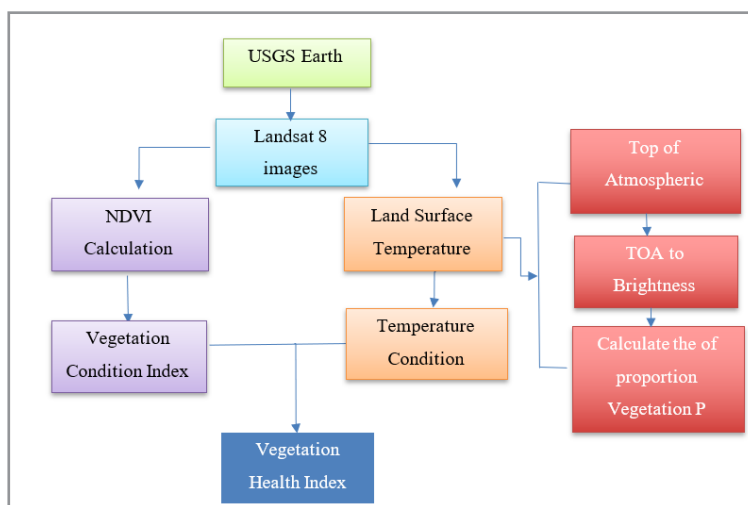 USGS Earth
Landsat 8
images
NDVI
Calculation
Land Surface
Temperature
Top of
Atmospheric
TOA to
Brightness
Vegetation
Condition Index
Temperature
Condition
Calculate the of
proportion
Vegetation P
Vegetation
Health Index